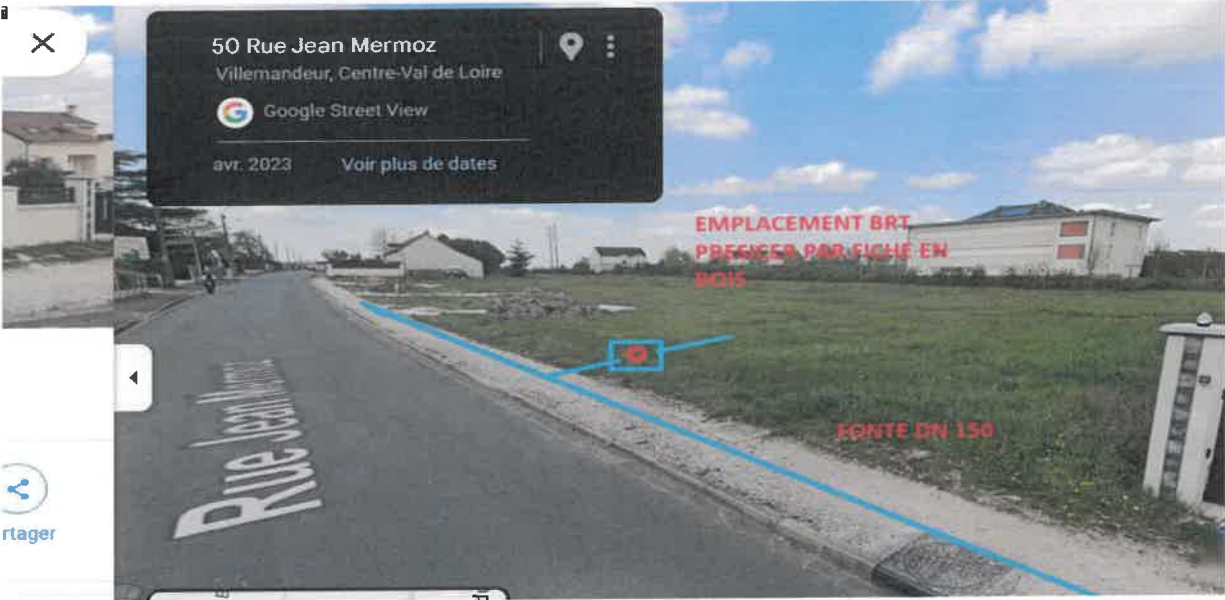 50 Rue Jean Mermoz
Villemandeur, Centre-Val de Loire
Google Street View
avr. 2023 Voir plus de dates
EMPLACEMENT BRT
PRESICER PAR FICHE EN
BOIS
FONTE DN 150
Rue Jean Mermoz
rtager